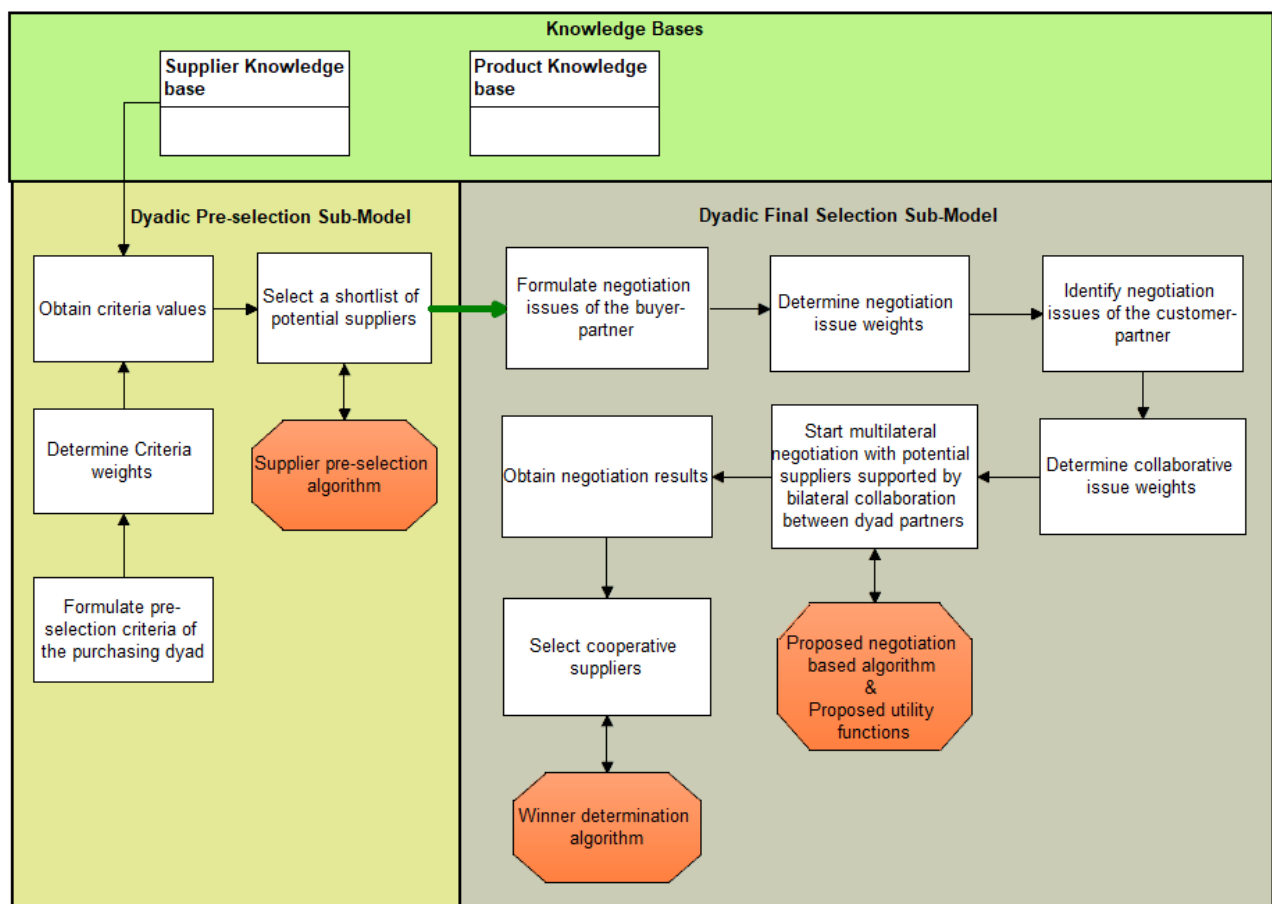 Knowledge Bases
Supplier Knowledge
base
Product Knowledge
base
Dyadic Pre-selection Sub-Model
Obtain criteria values
Select a shortlist of
potential suppliers
Determine Criteria
weights
Supplier pre-selection
algorithm
Formulate pre-
selection criteria of
the purchasing dyad
Dyadic Final Selection Sub-Model
Formulate negotiation
issues of the buyer-
partner
Determine negotiation
issue weights
Identify negotiation
issues of the customer-
partner
Obtain negotiation results
Start multilateral
negotiation with potential
suppliers supported by
bilateral collaboration
between dyad partners
Determine collaborative
issue weights
Select cooperative
suppliers
Proposed negotiation
based algorithm
&
Proposed utility
functions
Winner determination
algorithm